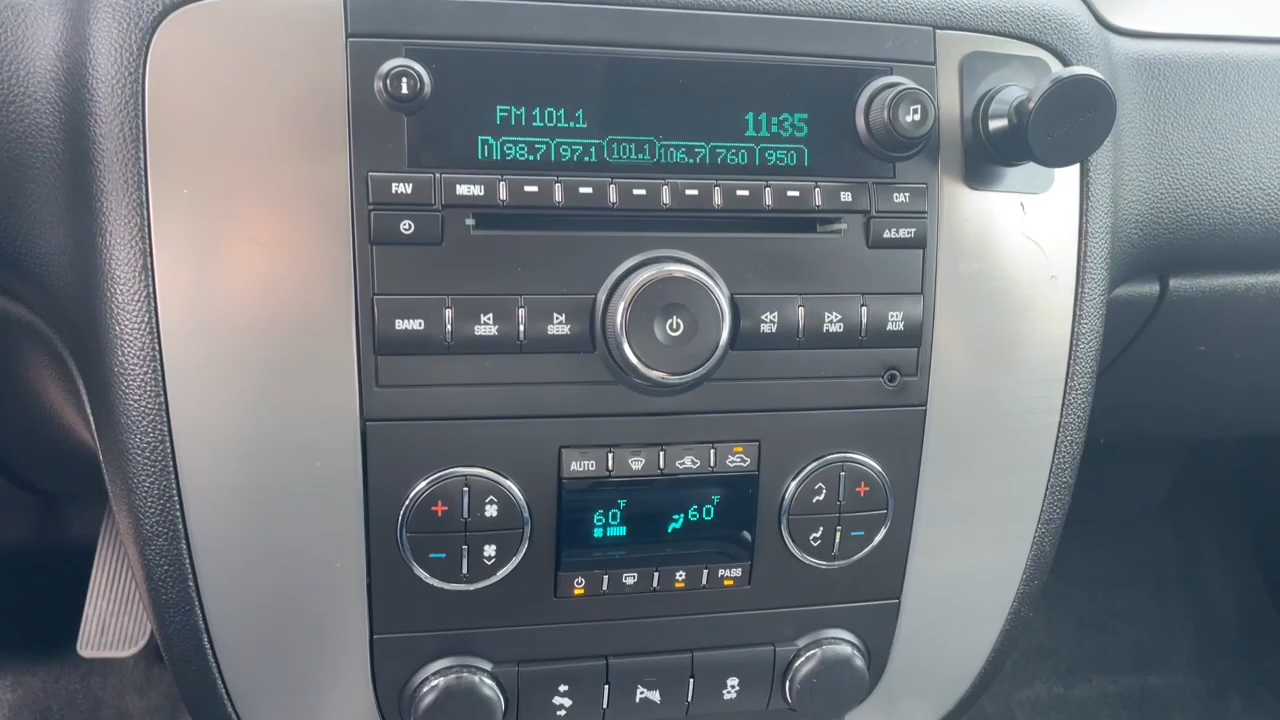 i
FM 101.1 11:35
98.7 97.1 101.1 106.7 760 950
FAV MENU EQ CAT
EJECT
BAND SEEK SEEK REV FWD CD/AUX
AUTO
60°F 60°F
PASS
P